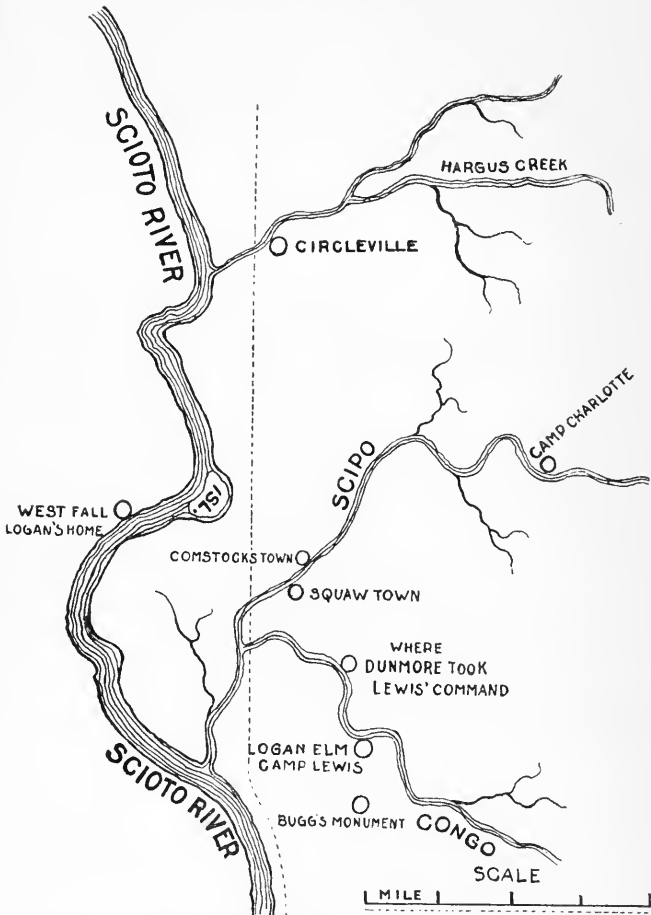 SCIOTO RIVER
HARGUS CREEK
CIRCLEVILLE
CAMP CHARLOTTE
SCIPO
ISL.
WEST FALL
LOGAN'S HOME
COMSTOCKS TOWN
SQUAW TOWN
WHERE
DUNMORE TOOK
LEWIS' COMMAND
LOGAN ELM
CAMP LEWIS
SCIOTO RIVER
BUGG'S MONUMENT
CONGO
SCALE
MILE